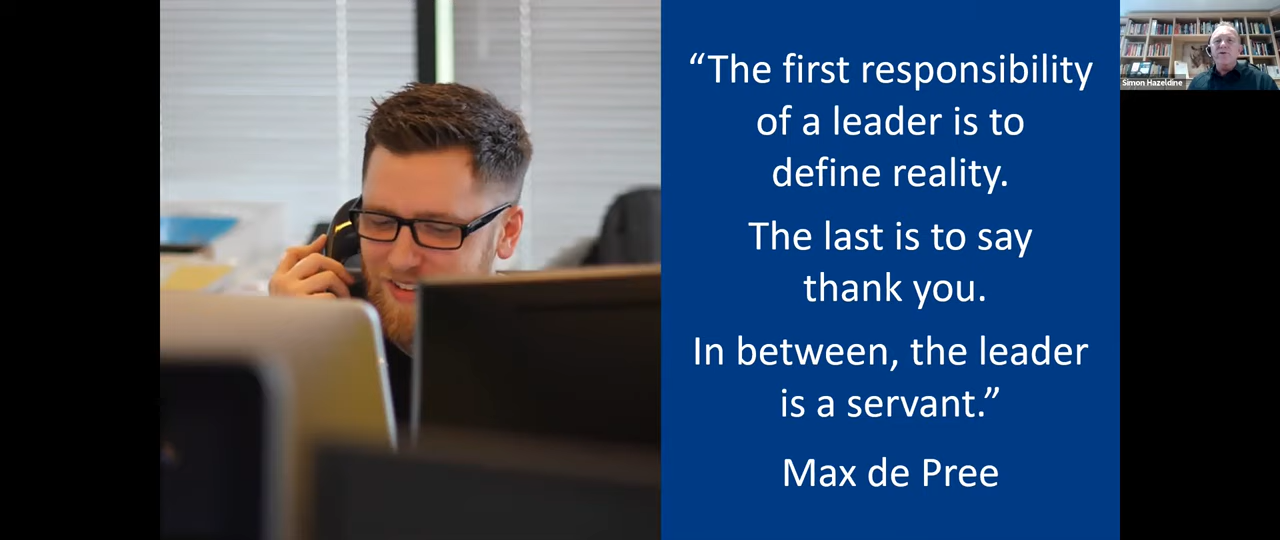 “The first responsibility
of a leader is to
define reality.
The last is to say
thank you.
In between, the leader
is a servant.”
Max de Pree
Simon Hazeldine